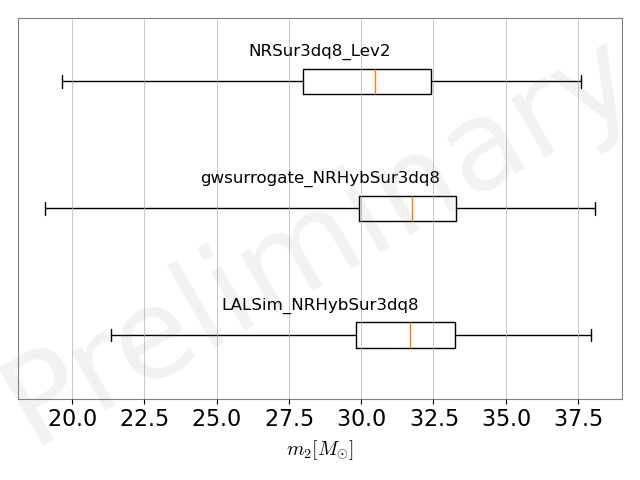 NRSur3dq8_Lev2
gwsurrogate_NRHybSur3dq8
LALSim_NRHybSur3dq8
Preliminary
20.0 22.5 25.0 27.5 30.0 32.5 35.0 37.5
m₂[M⊙]